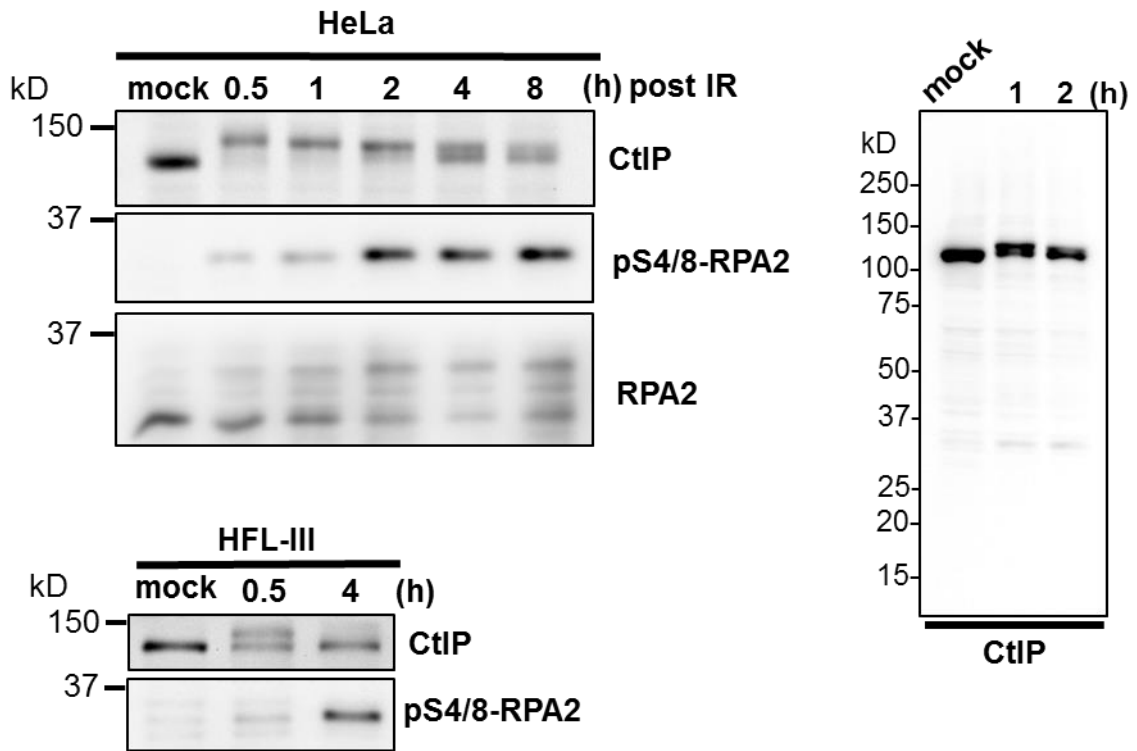 HeLa
kD mock 0.5 1 2 4 8 (h) post IR
150 CtIP
37 pS4/8-RPA2
37 RPA2
HFL-III
kD mock 0.5 4 (h)
150 CtIP
37 pS4/8-RPA2
mock 1 2 (h)
kD
250
150
100
75
50
37
25
20
15
CtIP